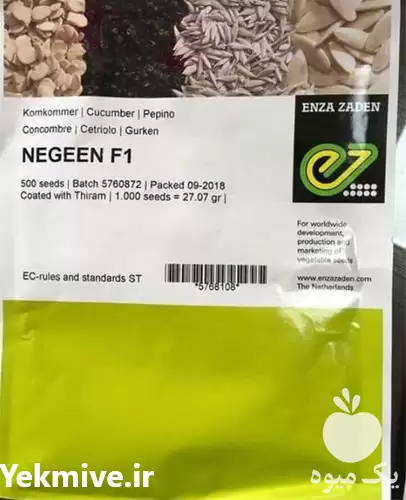 ENZA ZADEN
Komkommer | Cucumber | Pepino
Concombre | Cetriolo | Gurken
NEGEEN F1
500 seeds | Batch 5760872 | Packed 09-2018
Coated with Thiram | 1.000 seeds = 27.07 gr |
For worldwide
development,
production and
marketing of
vegetable seeds
EC-rules and standards ST
*5768108*
www.enzazaden.com
The Netherlands
یک میوه
Yekmive.ir